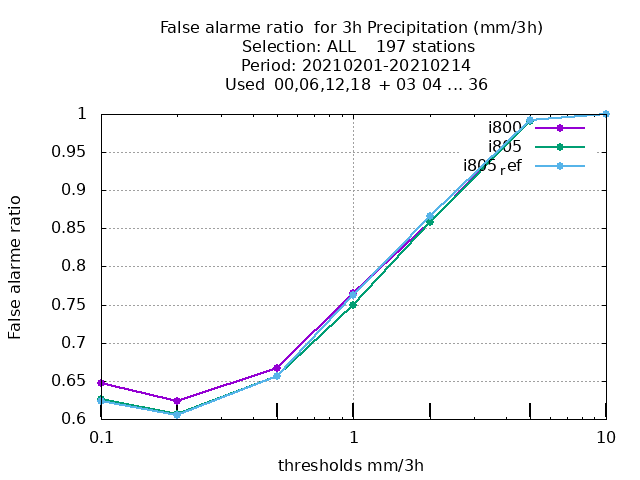 False alarme ratio  for 3h Precipitation (mm/3h)
Selection: ALL    197 stations
Period: 20210201-20210214
Used  00,06,12,18  + 03 04 ... 36
1
0.95
0.9
0.85
0.8
0.75
0.7
0.65
0.6
False alarme ratio
i800
i805
i805ref
0.1
1
10
thresholds mm/3h